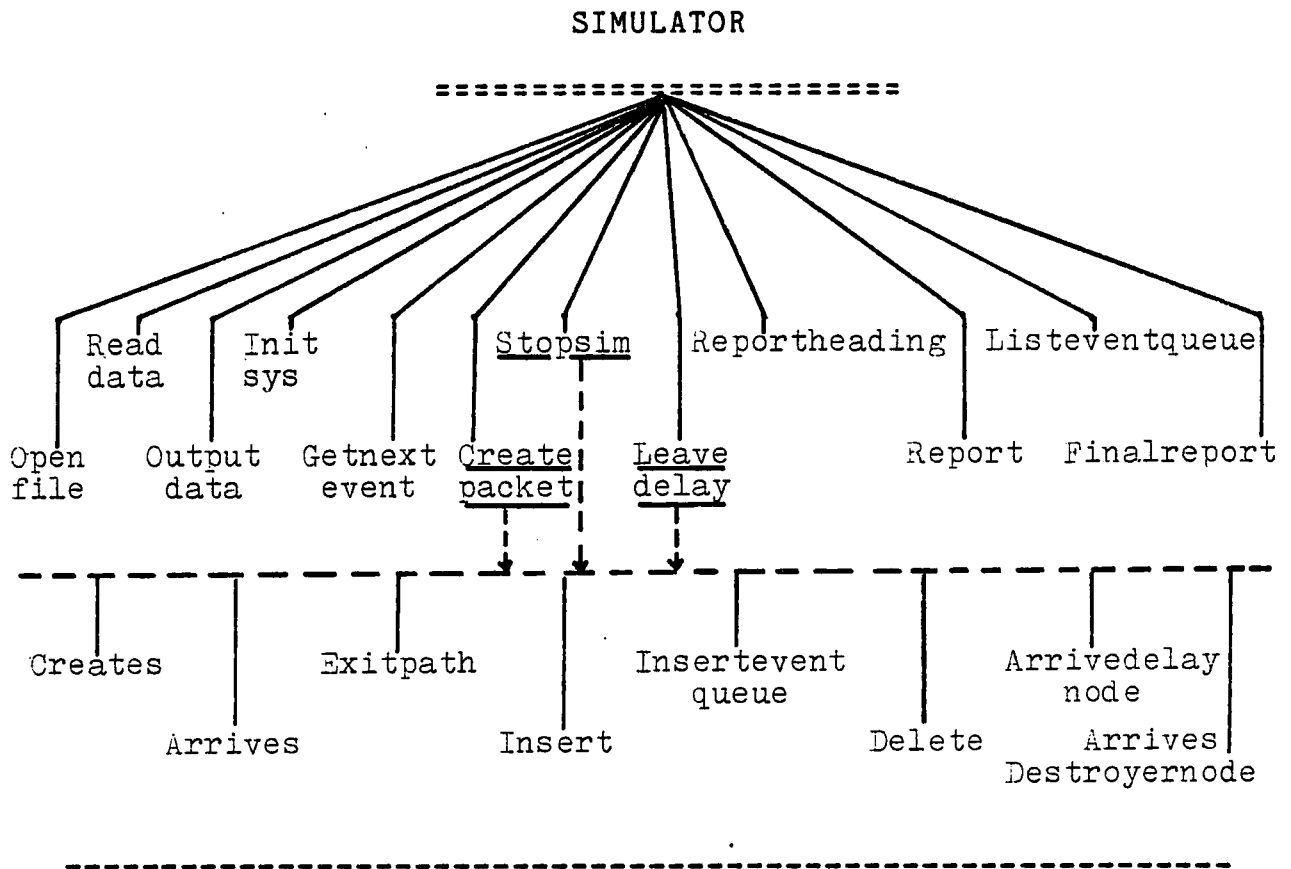 SIMULATOR
Read
data
Init
sys
Stopsim
Reportheading
Listeventqueue
Open
file
Output
data
Getnext
event
Create
packet
Leave
delay
Report
Finalreport
Creates
Exitpath
Insertevent
queue
Arrivedelay
node
Arrives
Insert
Delete
Arrives
Destroyernode